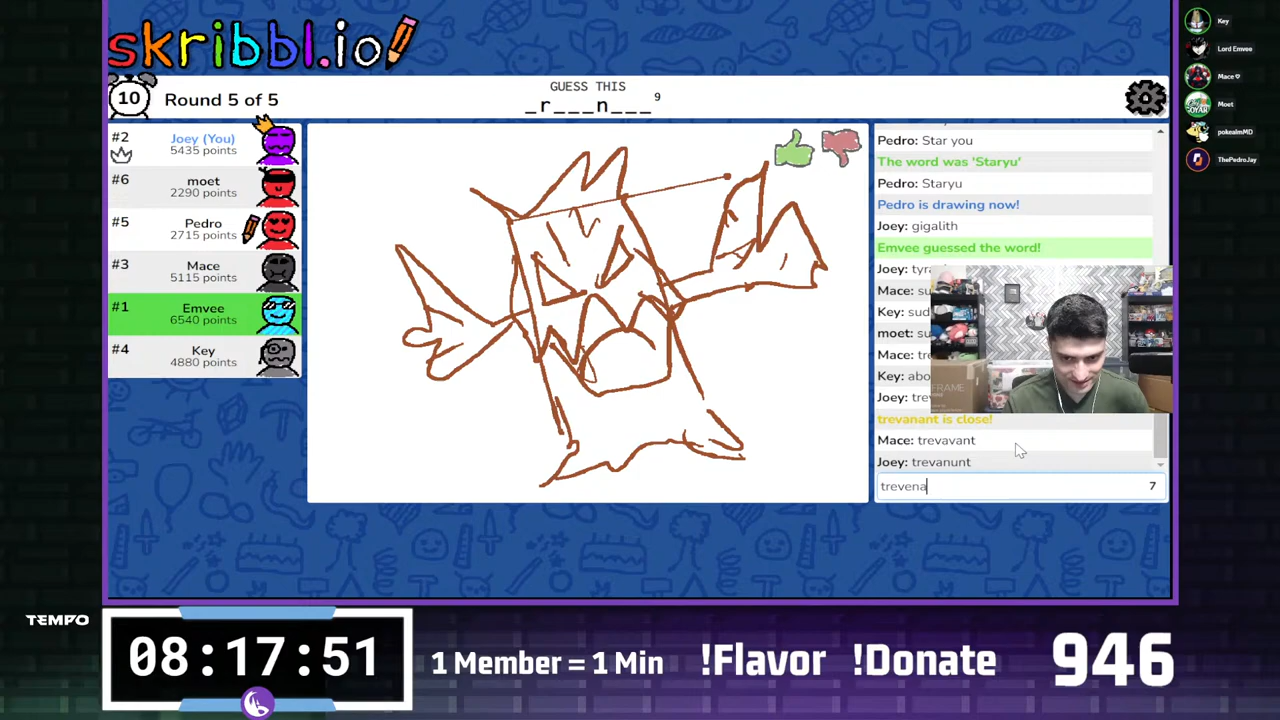 skribbl.io
10
Round 5 of 5
GUESS THIS
_r___n___9
#2
Joey (You)
5435 points
#6
moet
2290 points
#5
Pedro
2715 points
#3
Mace
5115 points
#1
Emvee
6540 points
#4
Key
4880 points
Pedro: Star you
The word was 'Staryu'
Pedro: Staryu
Pedro is drawing now!
Joey: gigalith
Emvee guessed the word!
Joey: tyra
Mace: su
Key: sud
moet: su
Mace: tre
Key: abo
Joey: trev
trevanant is close!
Mace: trevavant
Joey: trevanunt
trevena
7
Key
Lord Emvee
Mace
Moet
pokealmMD
ThePedroJay
TEMPO
08:17:51
1 Member = 1 Min
!Flavor
!Donate
946